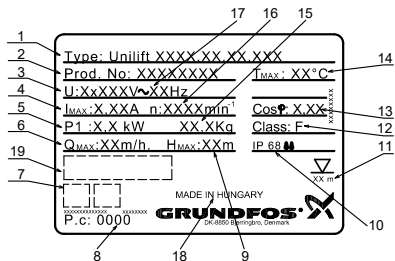 17 16 15
1 Type: Unilift XXXX.XX.XX.XXX
2 Prod. No: XXXXXXXX TMAX: XX°C 14
3 U:XxXXXV~XXHz
4 IMAX:X.XXA n:XXXXmin-1 Cosφ: X.XX 13
XXXXXXXX
5 P1 :X.X kW XX.XKg Class: F 12
6 QMAX:XXm/h. HMAX:XXm IP 68 11
19
XX m
7
MADE IN HUNGARY
XXXXXXXXXXXXXX XXXXXXXX
GRUNDFOS
P.c: 0000 DK-8850 Bjerringbro, Denmark 10
8 18 9